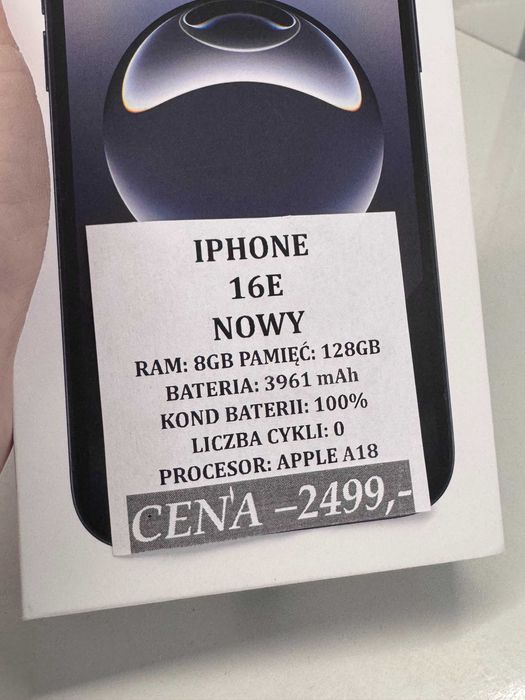 IPHONE
16E
NOWY
RAM: 8GB PAMIĘĆ: 128GB
BATERIA: 3961 mAh
KOND BATERII: 100%
LICZBA CYKLI: 0
PROCESOR: APPLE A18
CENA –2499,-